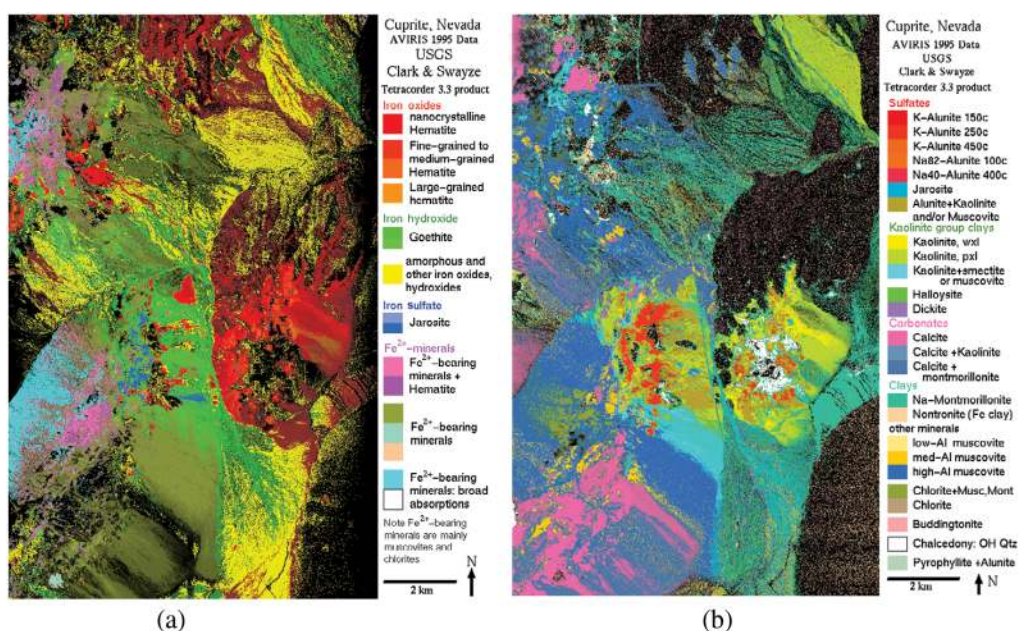 Cuprite, Nevada
AVIRIS 1995 Data
USGS
Clark & Swayze
Tetracorder 3.3 product
Iron oxides
nanocrystalline
Hematite
Fine-grained to
medium-grained
Hematite
Large-grained
hematite
Iron hydroxide
Goethite
amorphous and
other iron oxides,
hydroxides
Iron sulfate
Jarosite
Fe2+-minerals
Fe2+-bearing
minerals +
Hematite
Fe2+-bearing
minerals
Fe2+-bearing
minerals: broad
absorptions
Note Fe2+-bearing
minerals are mainly
muscovites and
chlorites
N
2 km
(a)
Cuprite, Nevada
AVIRIS 1995 Data
USGS
Clark & Swayze
Tetracorder 3.3 product
Sulfates
K-Alunite 150c
K-Alunite 250c
K-Alunite 450c
Na82-Alunite 100c
Na40-Alunite 400c
Jarosite
Alunite+Kaolinite
and/or Muscovite
Kaolinite group clays
Kaolinite, wxl
Kaolinite, pxl
Kaolinite+smectite
or muscovite
Halloysite
Dickite
Carbonates
Calcite
Calcite +Kaolinite
Calcite +
montmorillonite
Clays
Na-Montmorillonite
Nontronite (Fe clay)
other minerals
low-Al muscovite
med-Al muscovite
high-Al muscovite
Chlorite+Musc,Mont
Chlorite
Buddingtonite
Chalcedony: OH Qtz
Pyrophyllite +Alunite
N
2 km
(b)